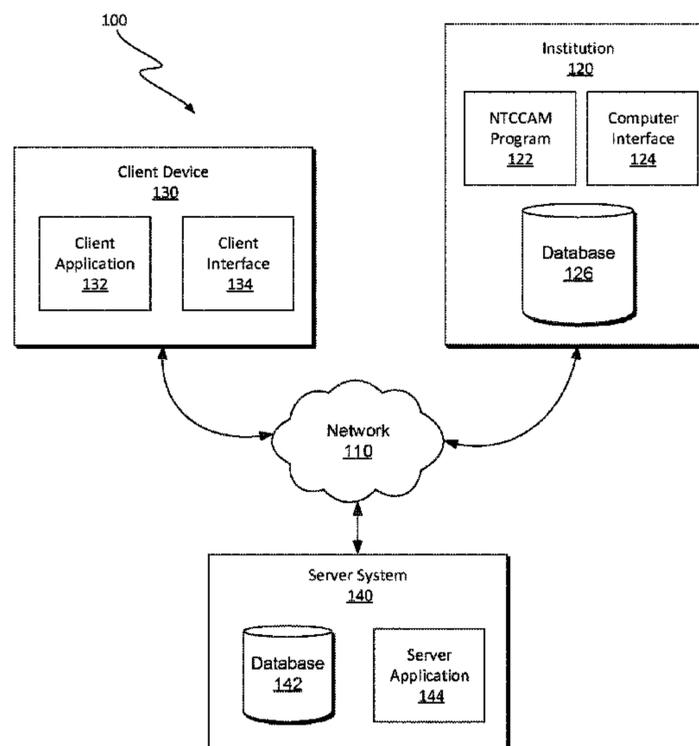 100
Institution
120
NTCCAM
Program
122
Computer
Interface
124
Database
126
Client Device
130
Client
Application
132
Client
Interface
134
Network
110
Server System
140
Database
142
Server
Application
144